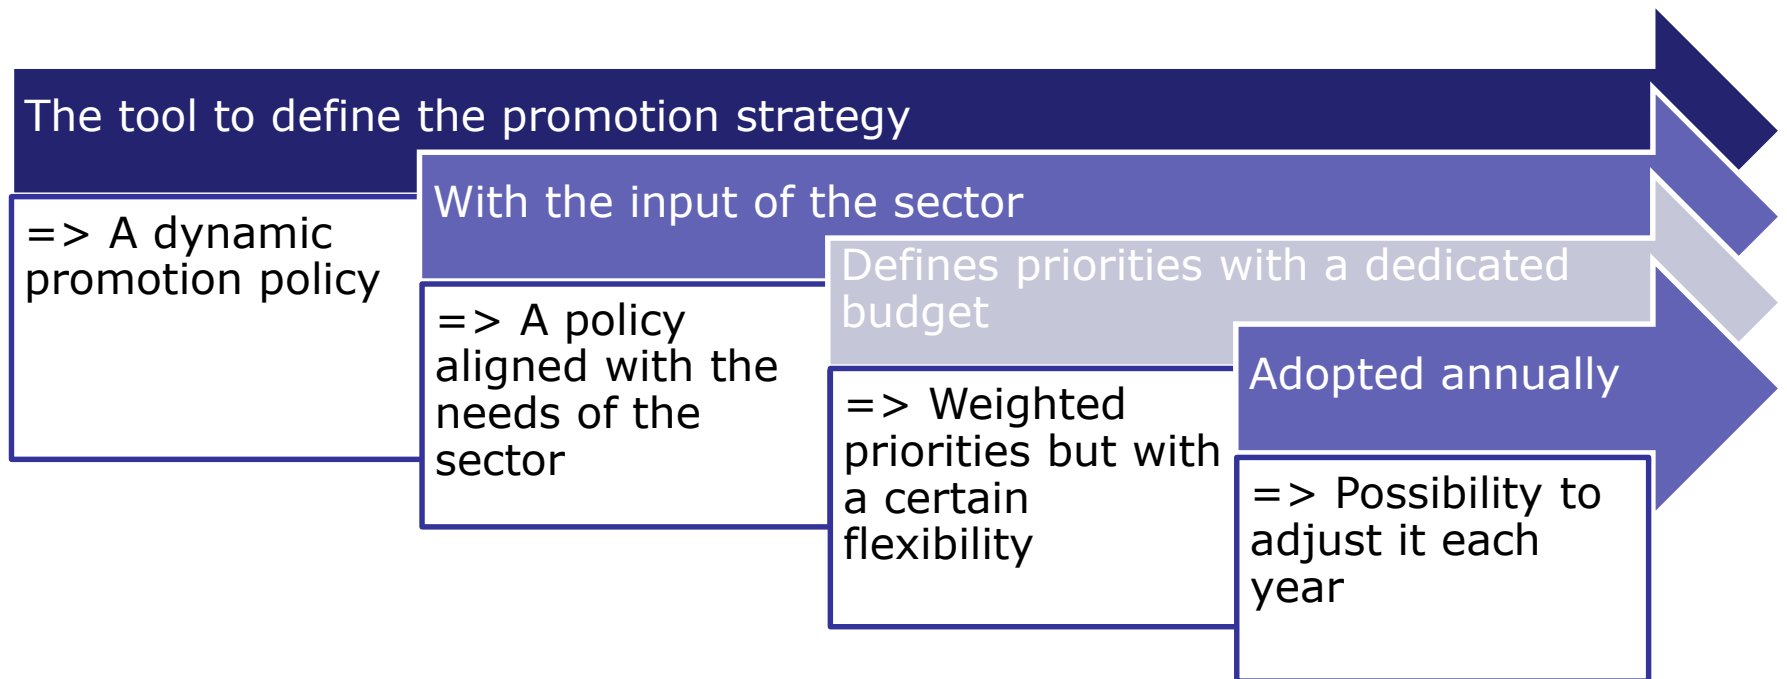 The tool to define the promotion strategy
=> A dynamic
promotion policy
With the input of the sector
=> A policy
aligned with the
needs of the
sector
Defines priorities with a dedicated
budget
=> Weighted
priorities but with
a certain
flexibility
Adopted annually
=> Possibility to
adjust it each
year